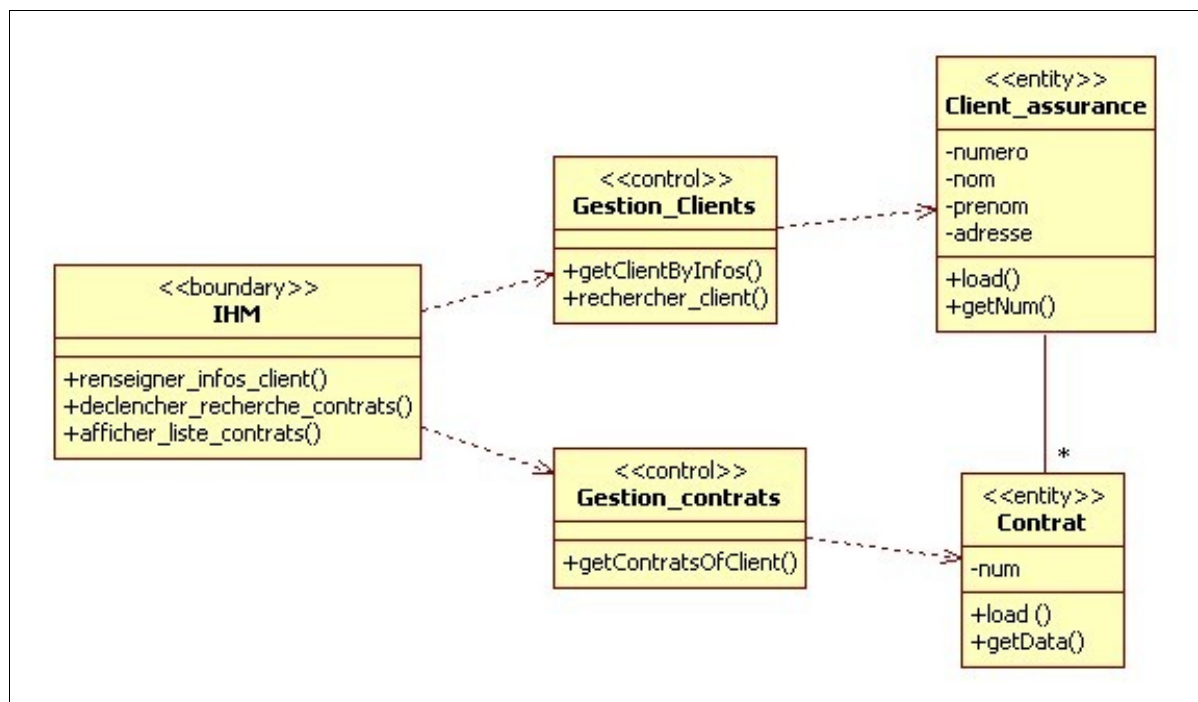 <<entity>>
Client_assurance
-numero
-nom
-prenom
-adresse
+load()
+getNum()
<<control>>
Gestion_Clients
+getClientByInfos()
+rechercher_client()
<<boundary>>
IHM
+renseigner_infos_client()
+declencher_recherche_contrats()
+afficher_liste_contrats()
<<control>>
Gestion_contrats
+getContratsOfClient()
*
<<entity>>
Contrat
-num
+load ()
+getData()